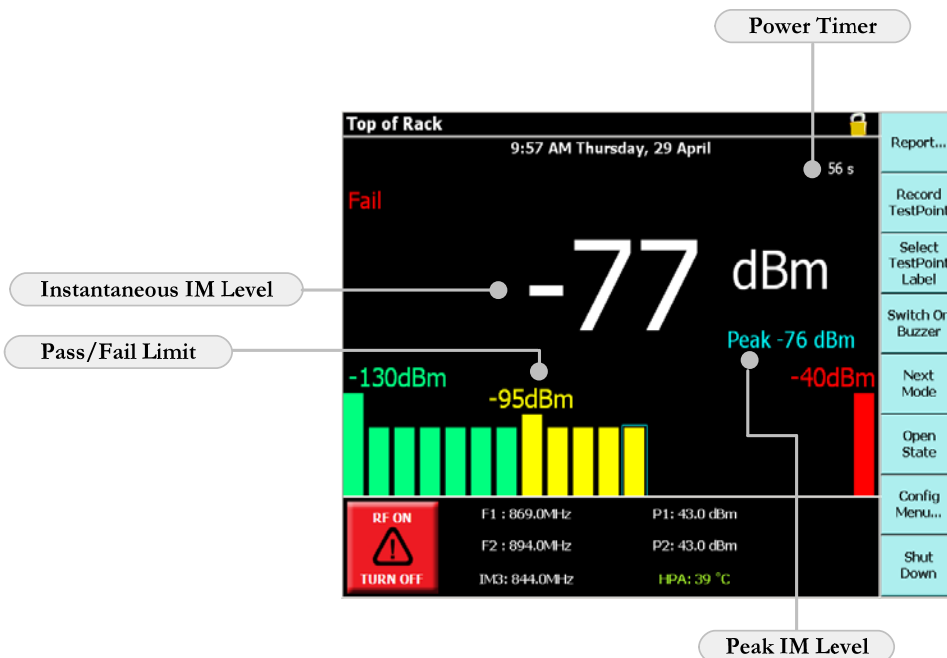 Power Timer
Top of Rack
9:57 AM Thursday, 29 April
56 s
Fail
-77 dBm
Instantaneous IM Level
Peak -76 dBm
Pass/Fail Limit
-130dBm
-95dBm
-40dBm
RF ON
TURN OFF
F1 : 869.0MHz
P1: 43.0 dBm
F2 : 894.0MHz
P2: 43.0 dBm
IM3: 844.0MHz
HPA: 39 °C
Report...
Record
TestPoint
Select
TestPoint
Label
Switch On
Buzzer
Next
Mode
Open
State
Config
Menu...
Shut
Down
Peak IM Level